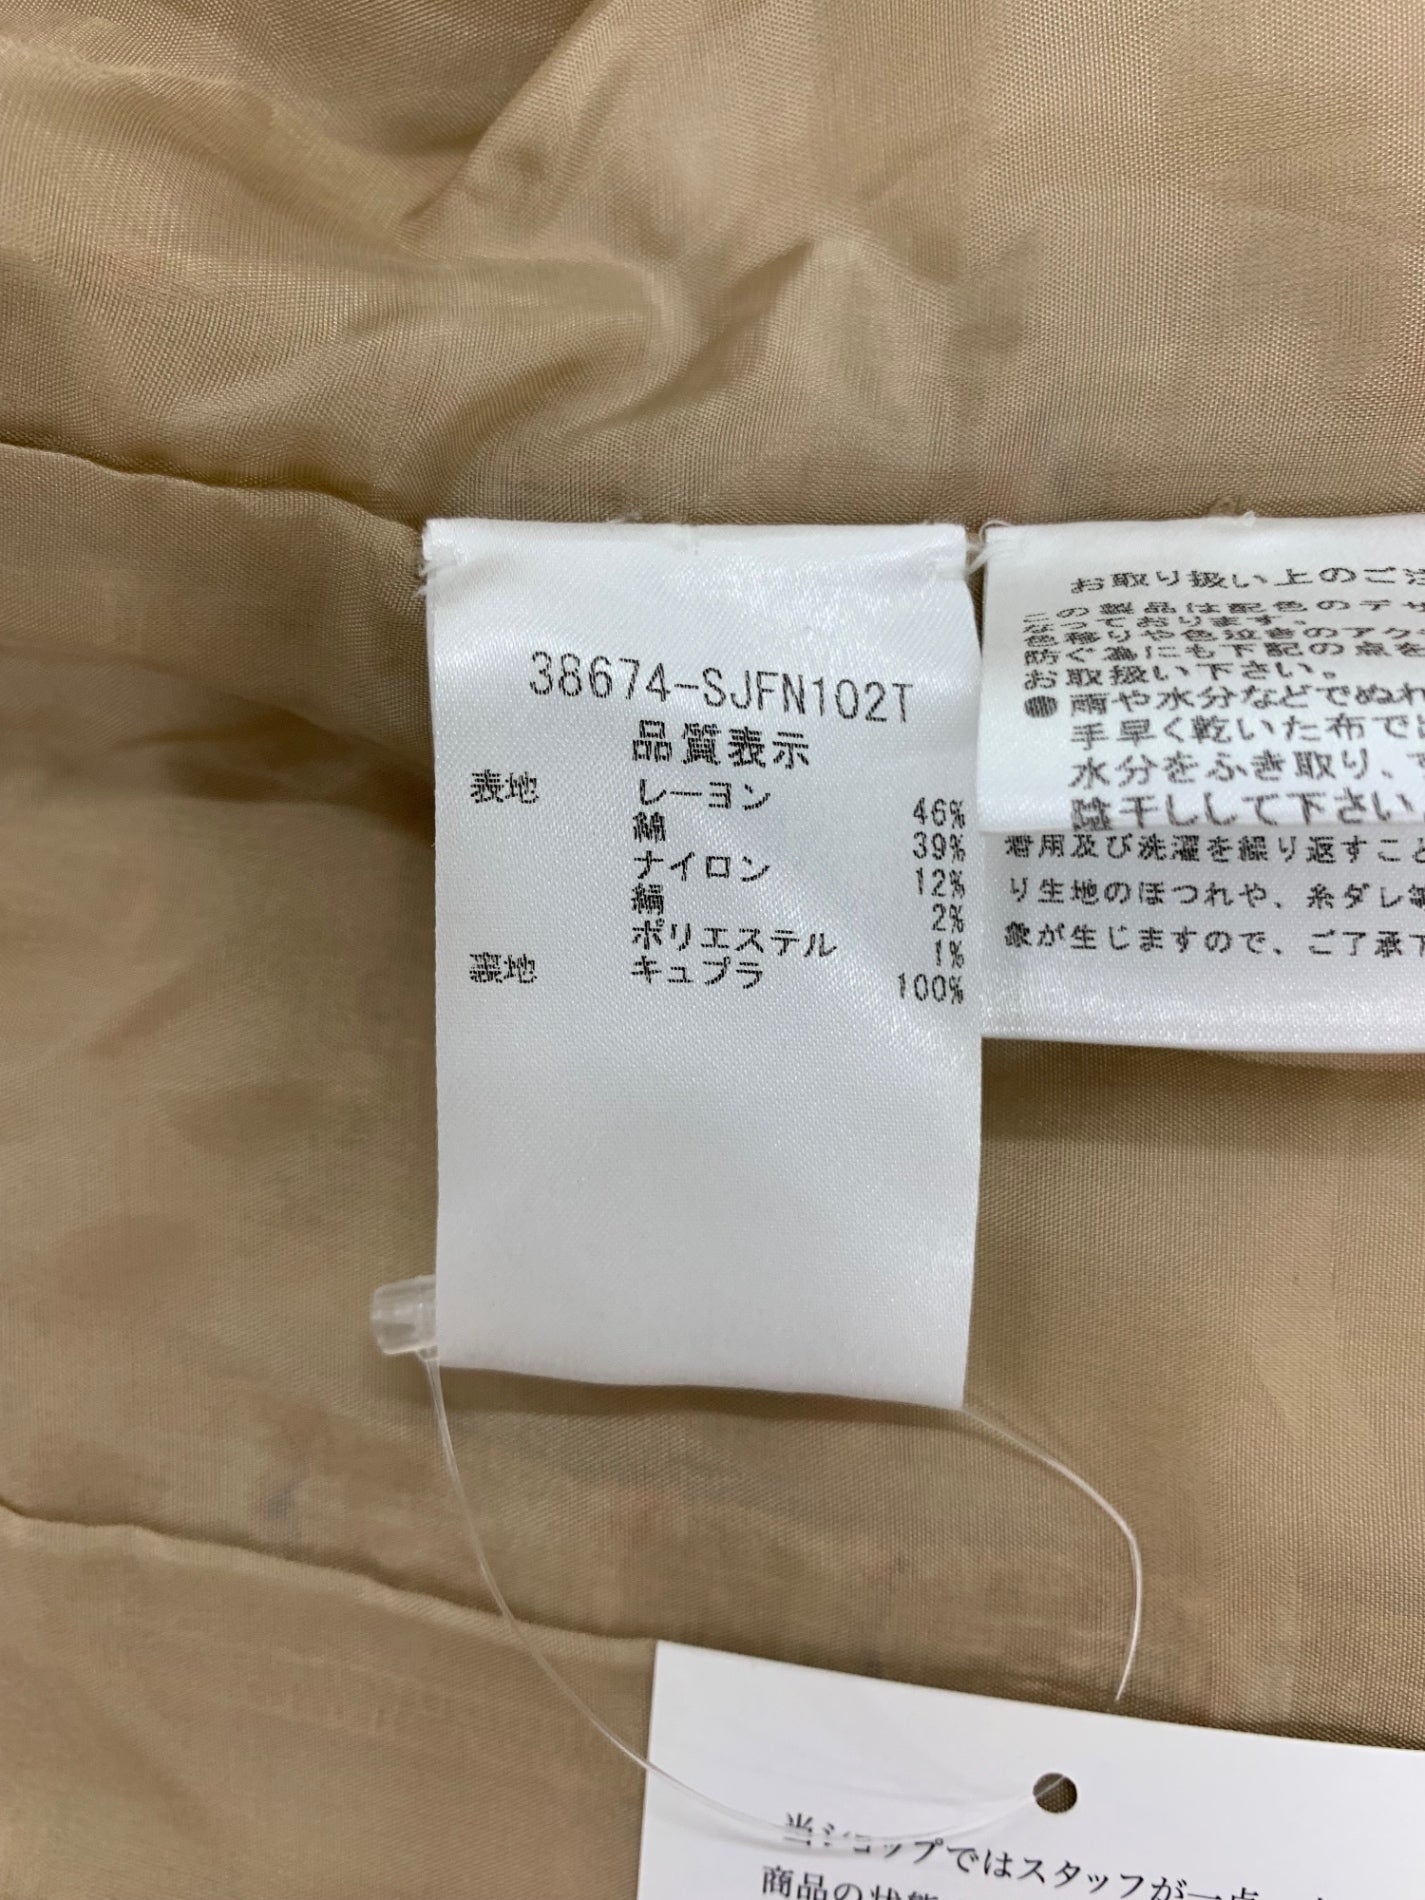 38674-SJFN102T
品質表示
表地 レーヨン 46%
綿 39%
ナイロン 12%
絹 2%
ポリエステル 1%
裏地 キュプラ 100%
お取り扱い上のご注
この製品は配色のデザ
なっております。
色移りや色泣きのアク
防ぐ為にも下記の点を
お取扱い下さい。
●雨や水分などでぬれ
手早く乾いた布で
水分をふき取り、
陰干しして下さい
着用及び洗濯を繰り返すこと
り生地のほつれや、糸ダレ等
象が生じますので、ご了承下
当ショップではスタッフが一点
商品の状態